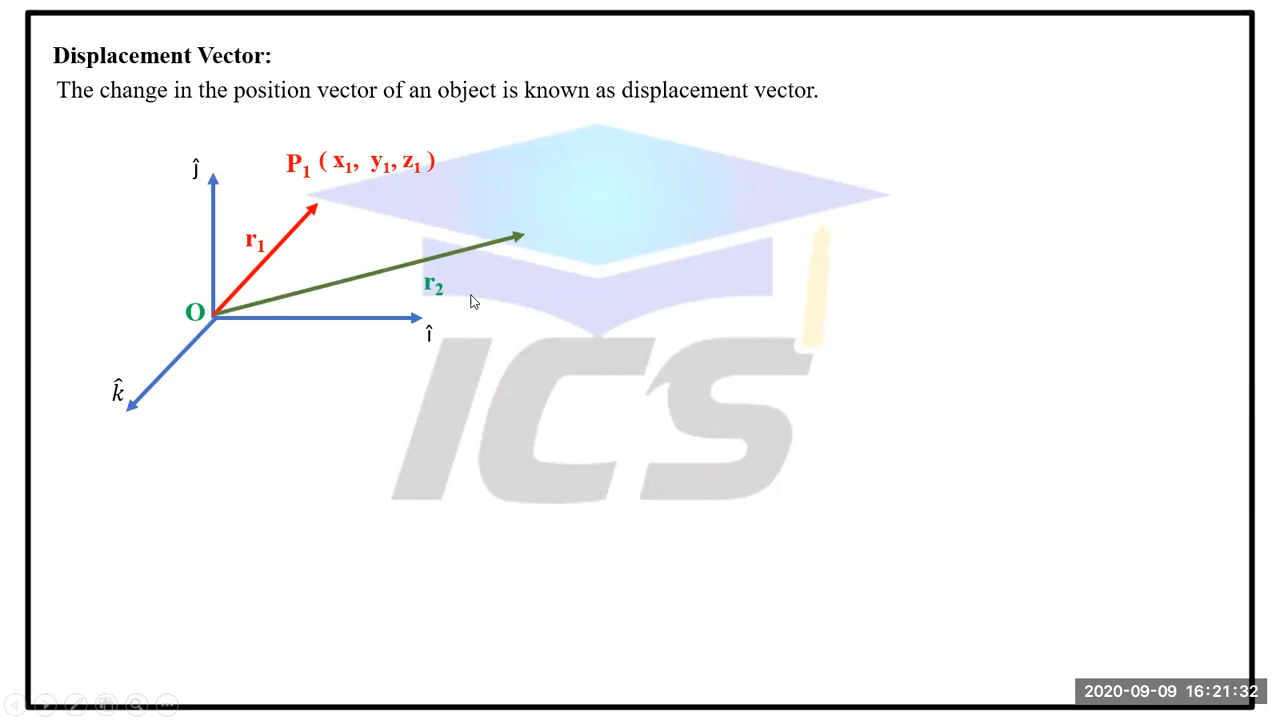 Displacement Vector:
The change in the position vector of an object is known as displacement vector.
P₁ ( x₁, y₁, z₁ )
ĵ
r₁
r₂
O
î
k̂
ICS
2020-09-09 16:21:32